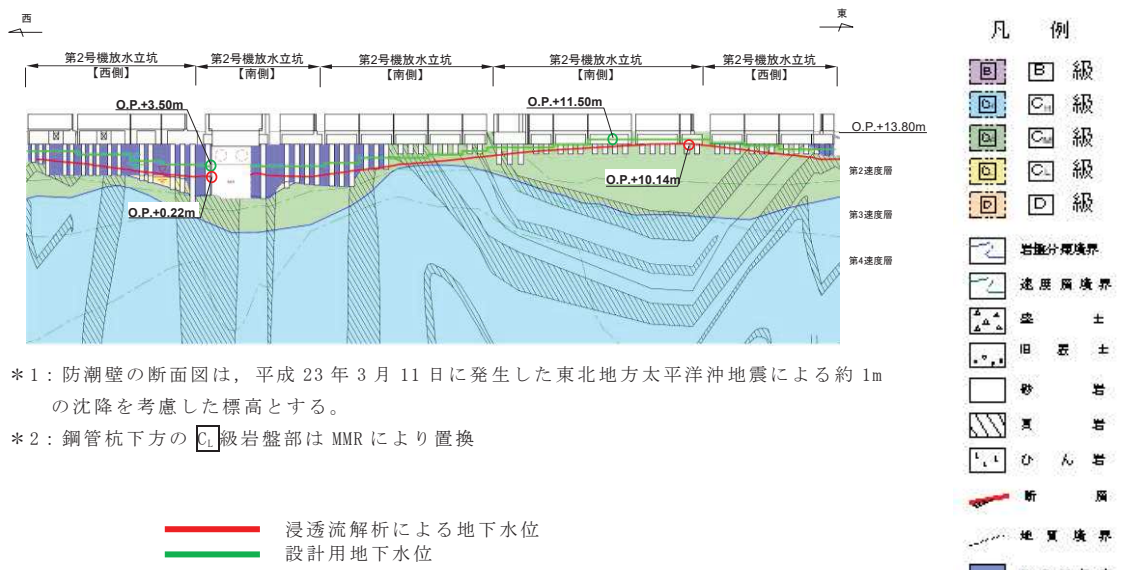 西
東
第2号機放水立坑
【西側】
第2号機放水立坑
【南側】
第2号機放水立坑
【南側】
第2号機放水立坑
【南側】
第2号機放水立坑
【西側】
O.P.+3.50m
O.P.+11.50m
O.P.+13.80m
O.P.+10.14m
O.P.+0.22m
第2速度層
第3速度層
第4速度層
凡 例
B B 級
CH CH 級
CM CM 級
CL CL 級
D D 級
岩盤分類境界
速度層境界
盛土
旧表土
砂岩
頁岩
ひん岩
断層
地質境界
*1:防潮壁の断面図は,平成 23 年 3 月 11 日に発生した東北地方太平洋沖地震による約 1m
の沈降を考慮した標高とする。
*2:鋼管杭下方の CL 級岩盤部は MMR により置換
浸透流解析による地下水位
設計用地下水位